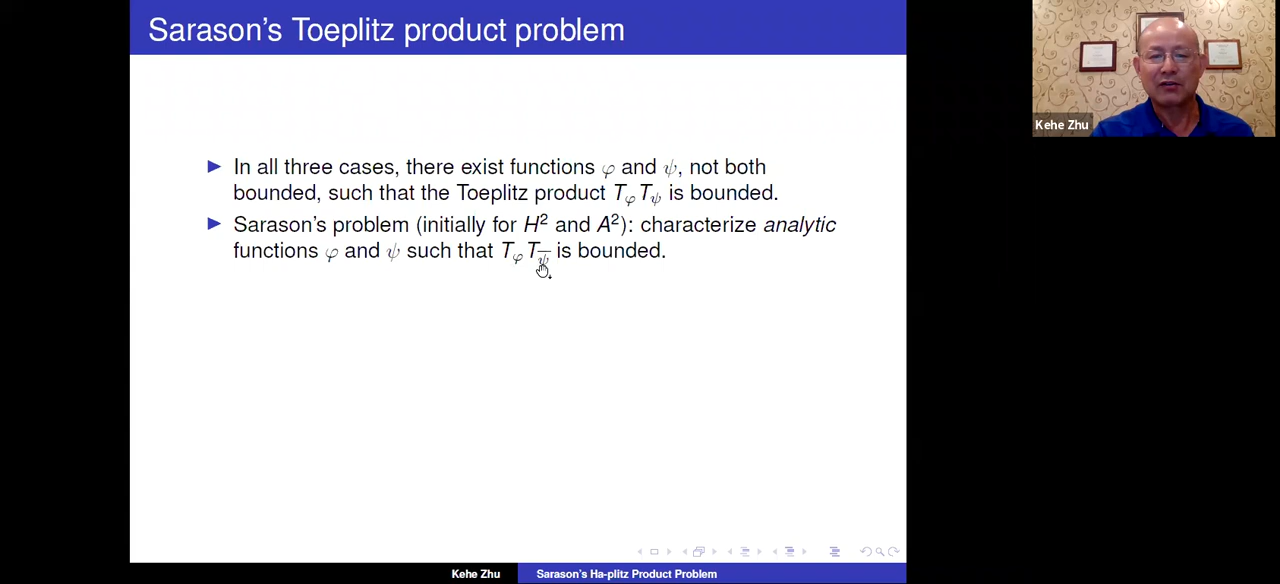 Sarason's Toeplitz product problem
Kehe Zhu
▶ In all three cases, there exist functions φ and ψ, not both
bounded, such that the Toeplitz product TφTψ is bounded.
▶ Sarason's problem (initially for H² and A²): characterize analytic
functions φ and ψ such that TφTψ̅ is bounded.
Kehe Zhu Sarason's Ha-plitz Product Problem